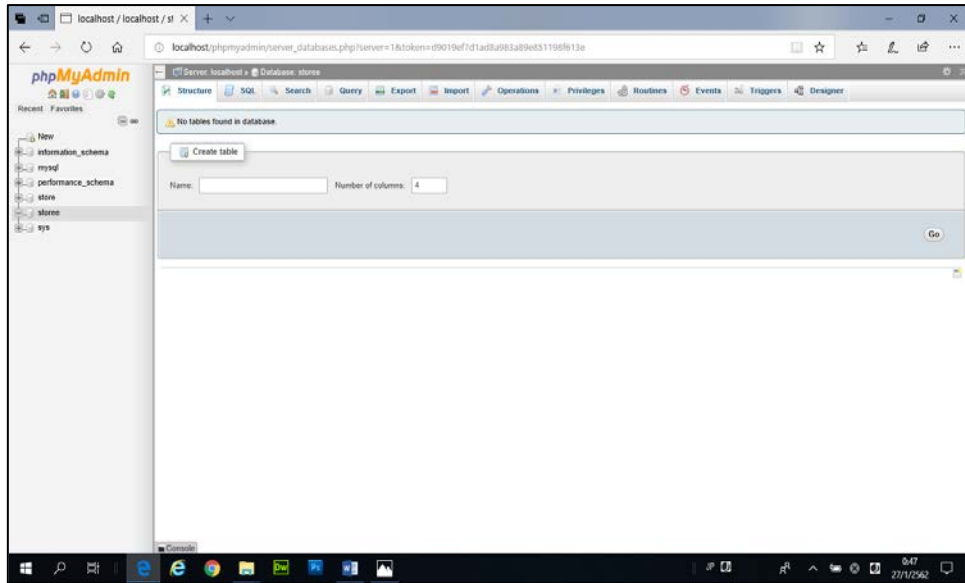 localhost / localhost / st
localhost/phpmyadmin/server_databases.php?server=1&token=d9019ef7d1ad8a983a89e831198f613e
phpMyAdmin
Recent Favorites
New
information_schema
mysql
performance_schema
store
storee
sys
Server: localhost » Database: storee
Structure SQL Search Query Export Import Operations Privileges Routines Events Triggers Designer
No tables found in database.
Create table
Name: Number of columns: 4
Go
Console
0:47
27/1/2562